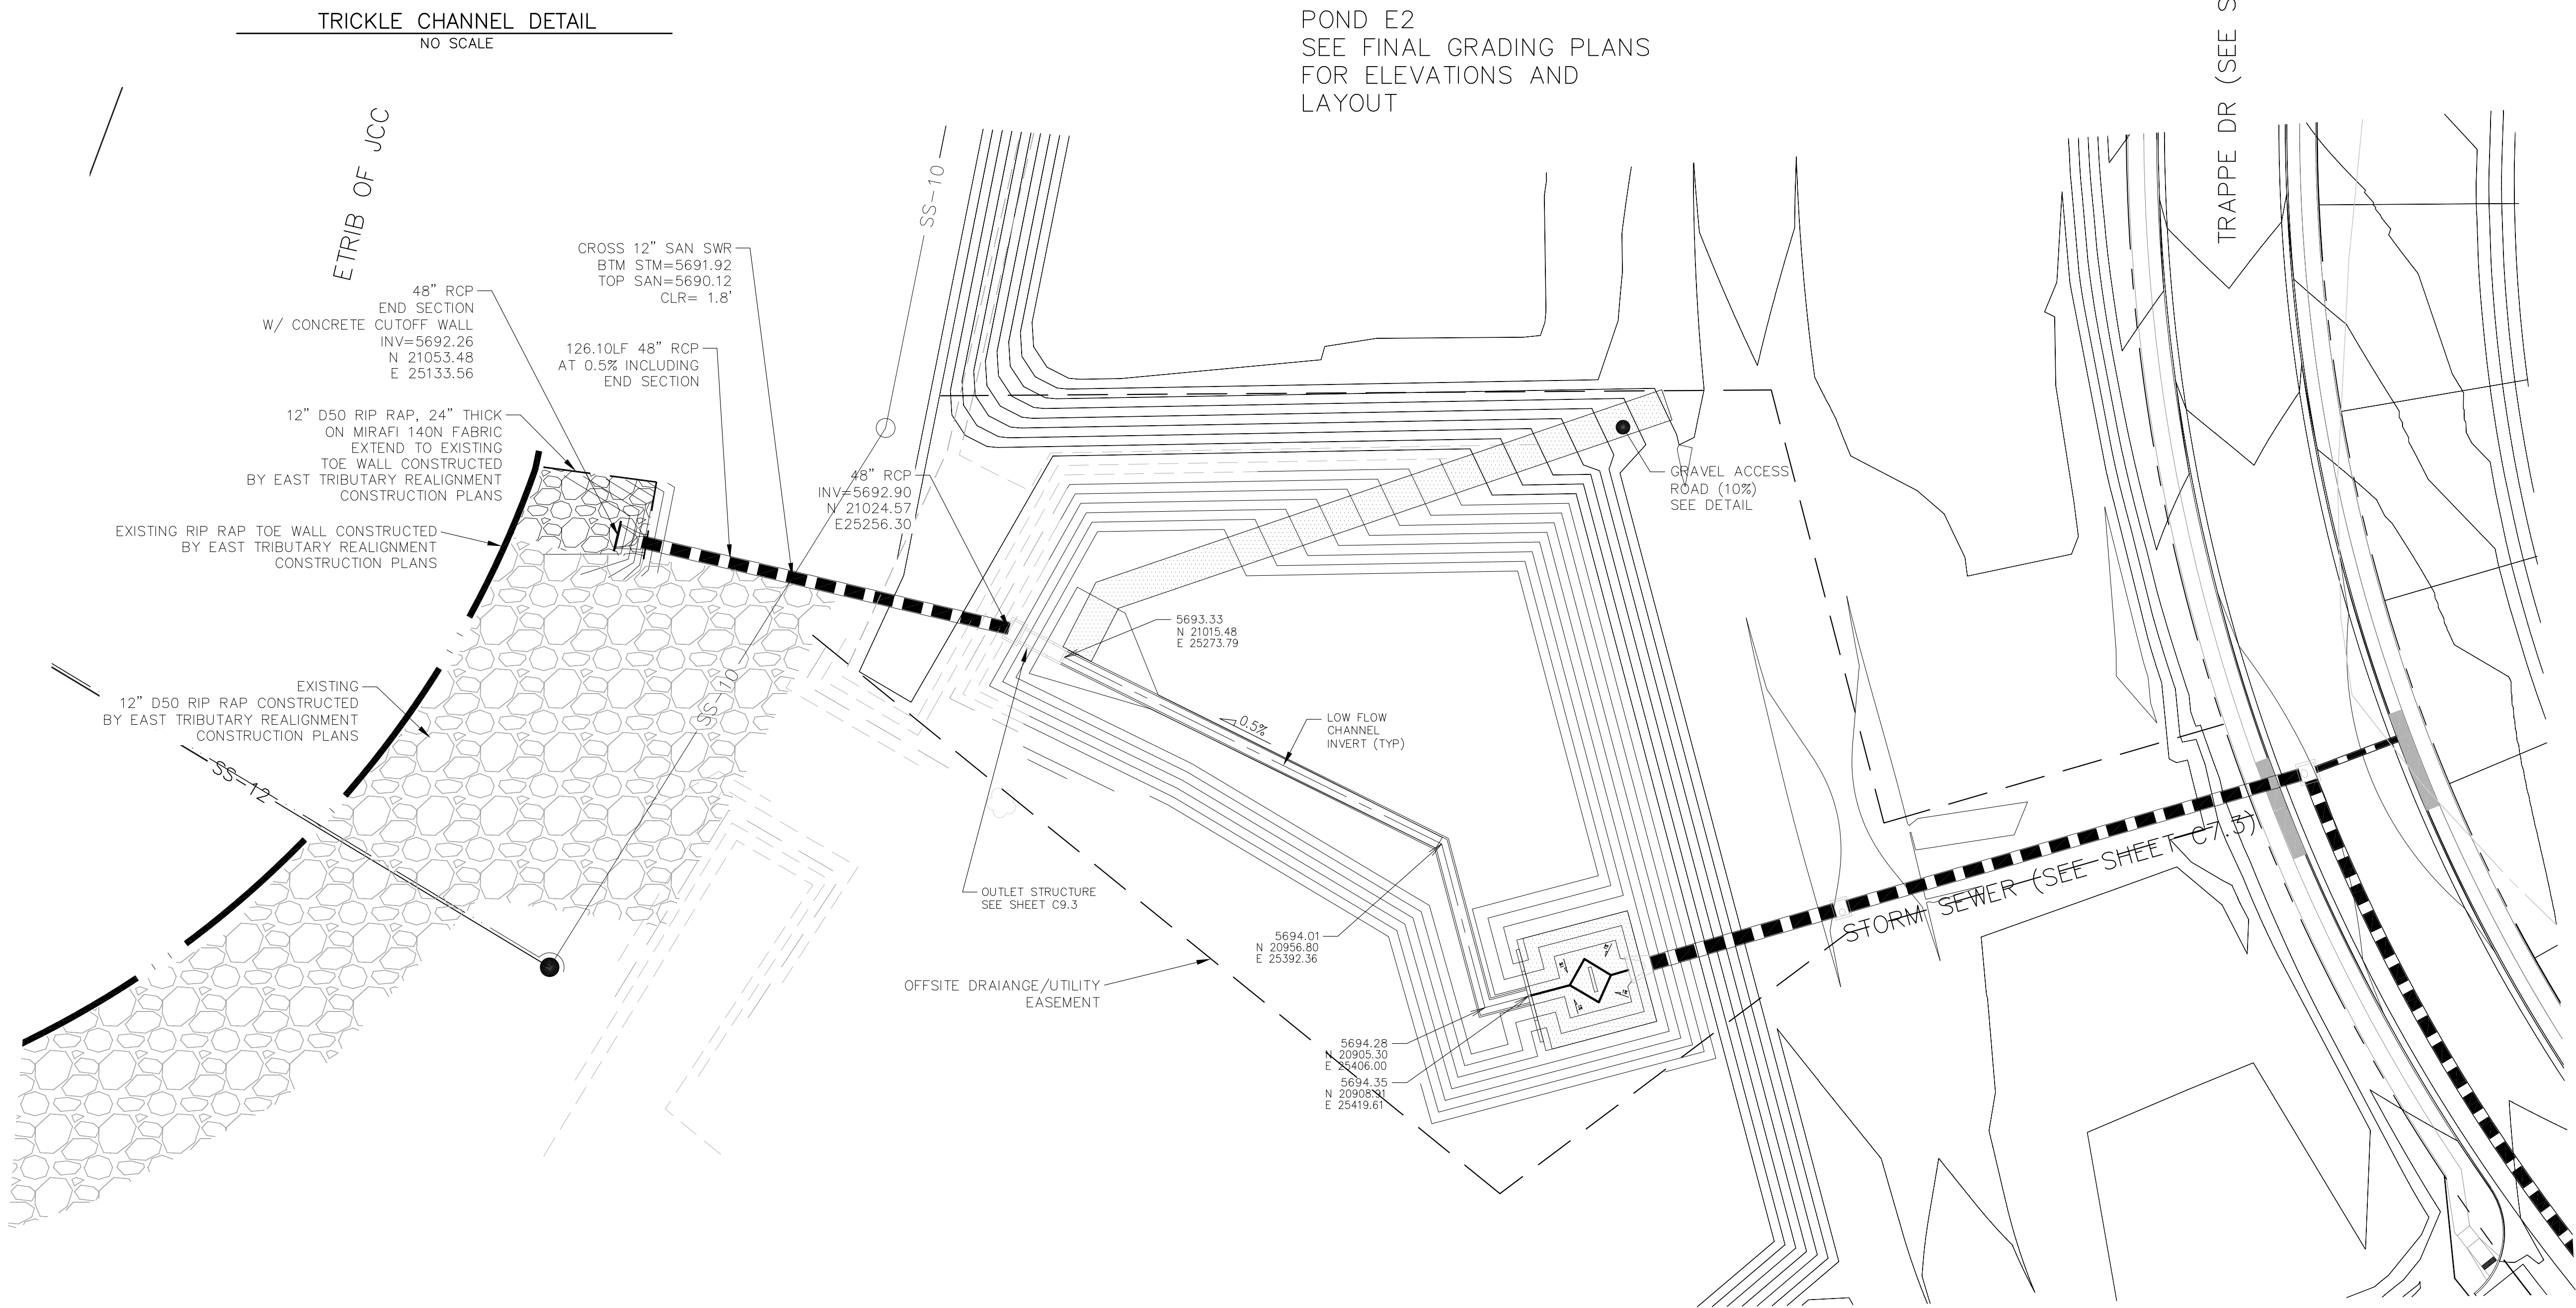 TRICKLE CHANNEL DETAIL
NO SCALE
POND E2
SEE FINAL GRADING PLANS
FOR ELEVATIONS AND
LAYOUT
TRAPPE DR (SEE S
ETRIB OF JCC
SS-10
CROSS 12" SAN SWR
BTM STM=5691.92
TOP SAN=5690.12
CLR= 1.8'
48" RCP
END SECTION
W/ CONCRETE CUTOFF WALL
INV=5692.26
N 21053.48
E 25133.56
126.10LF 48" RCP
AT 0.5% INCLUDING
END SECTION
12" D50 RIP RAP, 24" THICK
ON MIRAFI 140N FABRIC
EXTEND TO EXISTING
TOE WALL CONSTRUCTED
BY EAST TRIBUTARY REALIGNMENT
CONSTRUCTION PLANS
48" RCP
INV=5692.90
N 21024.57
E25256.30
GRAVEL ACCESS
ROAD (10%)
SEE DETAIL
EXISTING RIP RAP TOE WALL CONSTRUCTED
BY EAST TRIBUTARY REALIGNMENT
CONSTRUCTION PLANS
5693.33
N 21015.48
E 25273.79
EXISTING
12" D50 RIP RAP CONSTRUCTED
BY EAST TRIBUTARY REALIGNMENT
CONSTRUCTION PLANS
SS-10
0.5%
LOW FLOW
CHANNEL
INVERT (TYP)
SS-12
OUTLET STRUCTURE
SEE SHEET C9.3
STORM SEWER (SEE SHEET C7.3)
5694.01
N 20956.80
E 25392.36
OFFSITE DRAIANGE/UTILITY
EASEMENT
5694.28
N 20905.30
E 25406.00
5694.35
N 20908.91
E 25419.61